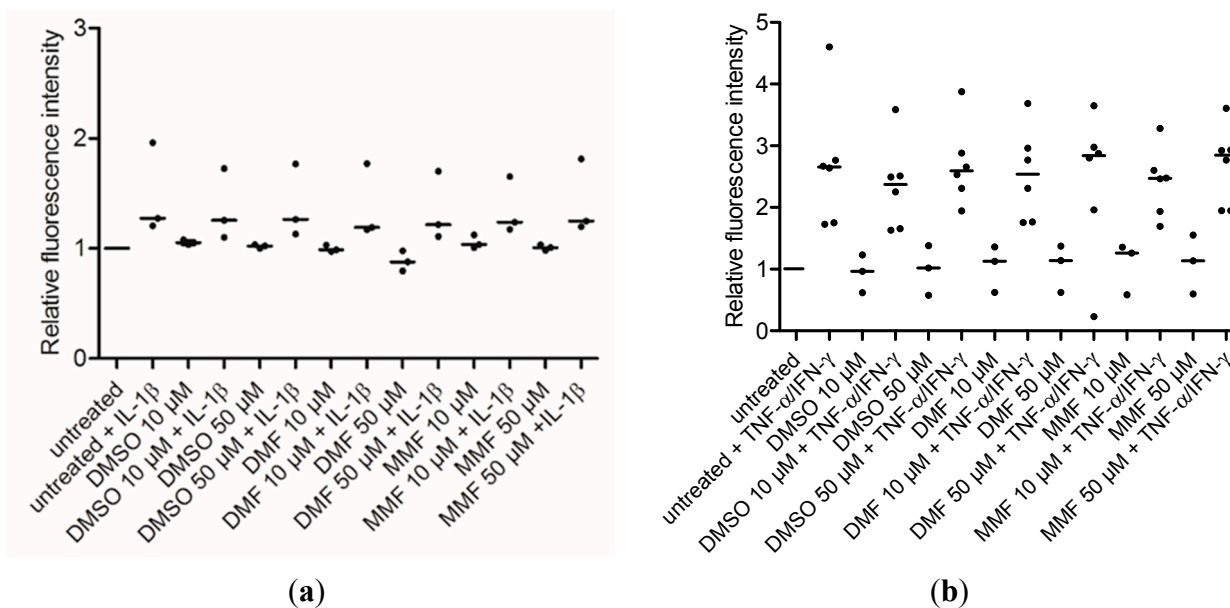 Relative fluorescence intensity
3
2
1
0
untreated
untreated + IL-1β
DMSO 10 µM
DMSO 10 µM + IL-1β
DMSO 50 µM
DMSO 50 µM + IL-1β
DMF 10 µM
DMF 10 µM + IL-1β
DMF 50 µM
DMF 50 µM + IL-1β
MMF 10 µM
MMF 10 µM + IL-1β
MMF 50 µM
MMF 50 µM +IL-1β
(a)
Relative fluorescence intensity
5
4
3
2
1
0
untreated
untreated + TNF-α/IFN-γ
DMSO 10 µM
DMSO 10 µM + TNF-α/IFN-γ
DMSO 50 µM
DMSO 50 µM + TNF-α/IFN-γ
DMF 10 µM
DMF 10 µM + TNF-α/IFN-γ
DMF 50 µM
DMF 50 µM + TNF-α/IFN-γ
MMF 10 µM
MMF 10 µM + TNF-α/IFN-γ
MMF 50 µM
MMF 50 µM + TNF-α/IFN-γ
(b)